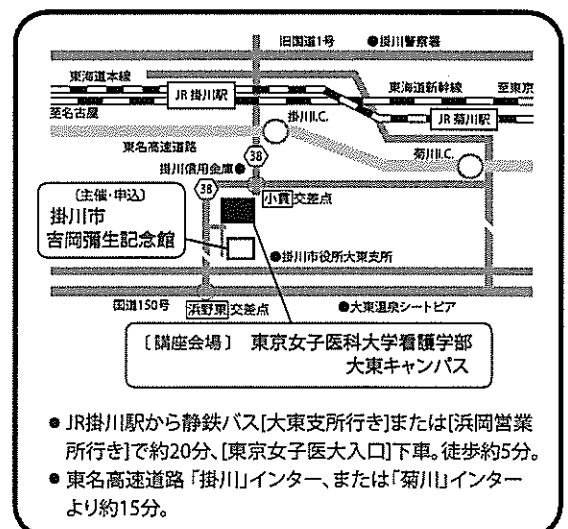 旧国道1号
●掛川警察署
東海道本線
JR 掛川駅
東海道新幹線
至東京
至名古屋
掛川I.C.
JR 菊川駅
東名高速道路
菊川I.C.
38
掛川信用金庫●
38
小貫交差点
〔主催・申込〕
掛川市
吉岡彌生記念館
●掛川市役所大東支所
国道150号
浜野東交差点
●大東温泉シートピア
〔講座会場〕 東京女子医科大学看護学部
大東キャンパス
● JR掛川駅から静鉄バス[大東支所行き]または[浜岡営業
所行き]で約20分、[東京女子医大入口]下車。徒歩約5分。
● 東名高速道路 「掛川」インター、または「菊川」インター
より約15分。